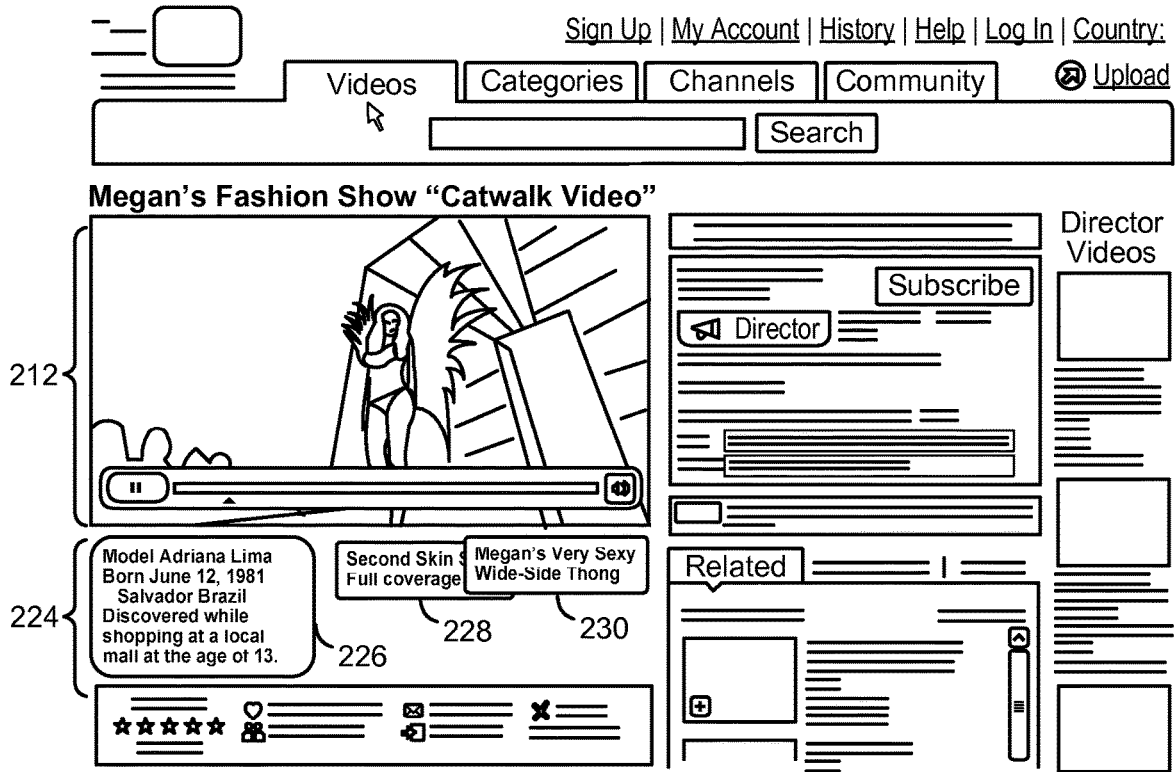 Sign Up | My Account | History | Help | Log In | Country:
Videos
Categories
Channels
Community
Upload
Search
Megan's Fashion Show "Catwalk Video"
Director
Videos
Subscribe
Director
212
Model Adriana Lima
Born June 12, 1981
Salvador Brazil
Discovered while
shopping at a local
mall at the age of 13.
Second Skin S
Full coverage
Megan's Very Sexy
Wide-Side Thong
Related
224
226
228
230